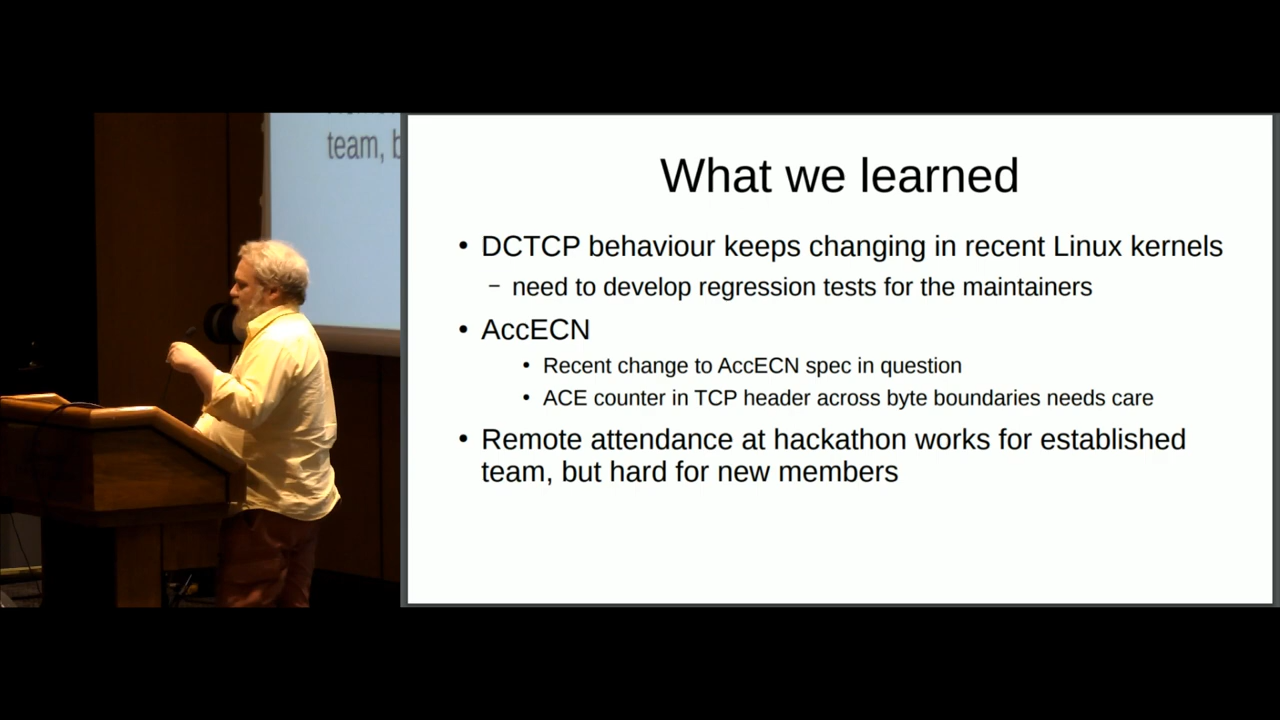 team, b
What we learned
• DCTCP behaviour keeps changing in recent Linux kernels
– need to develop regression tests for the maintainers
• AccECN
• Recent change to AccECN spec in question
• ACE counter in TCP header across byte boundaries needs care
• Remote attendance at hackathon works for established
team, but hard for new members